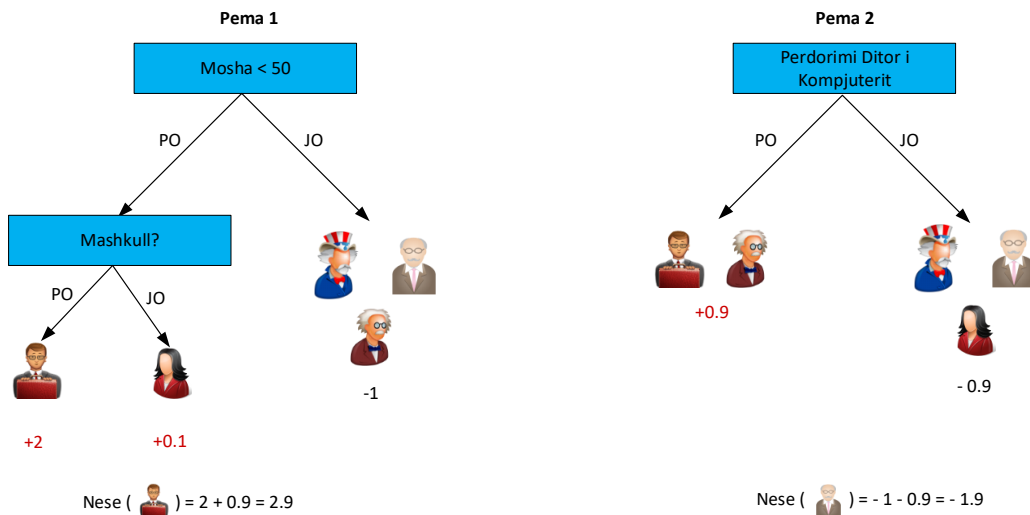 Pema 1
Mosha < 50
PO
JO
Mashkull?
PO
JO
+2
+0.1
-1
Nese ( ) = 2 + 0.9 = 2.9
Pema 2
Perdorimi Ditor i
Kompjuterit
PO
JO
+0.9
- 0.9
Nese ( ) = - 1 - 0.9 = - 1.9